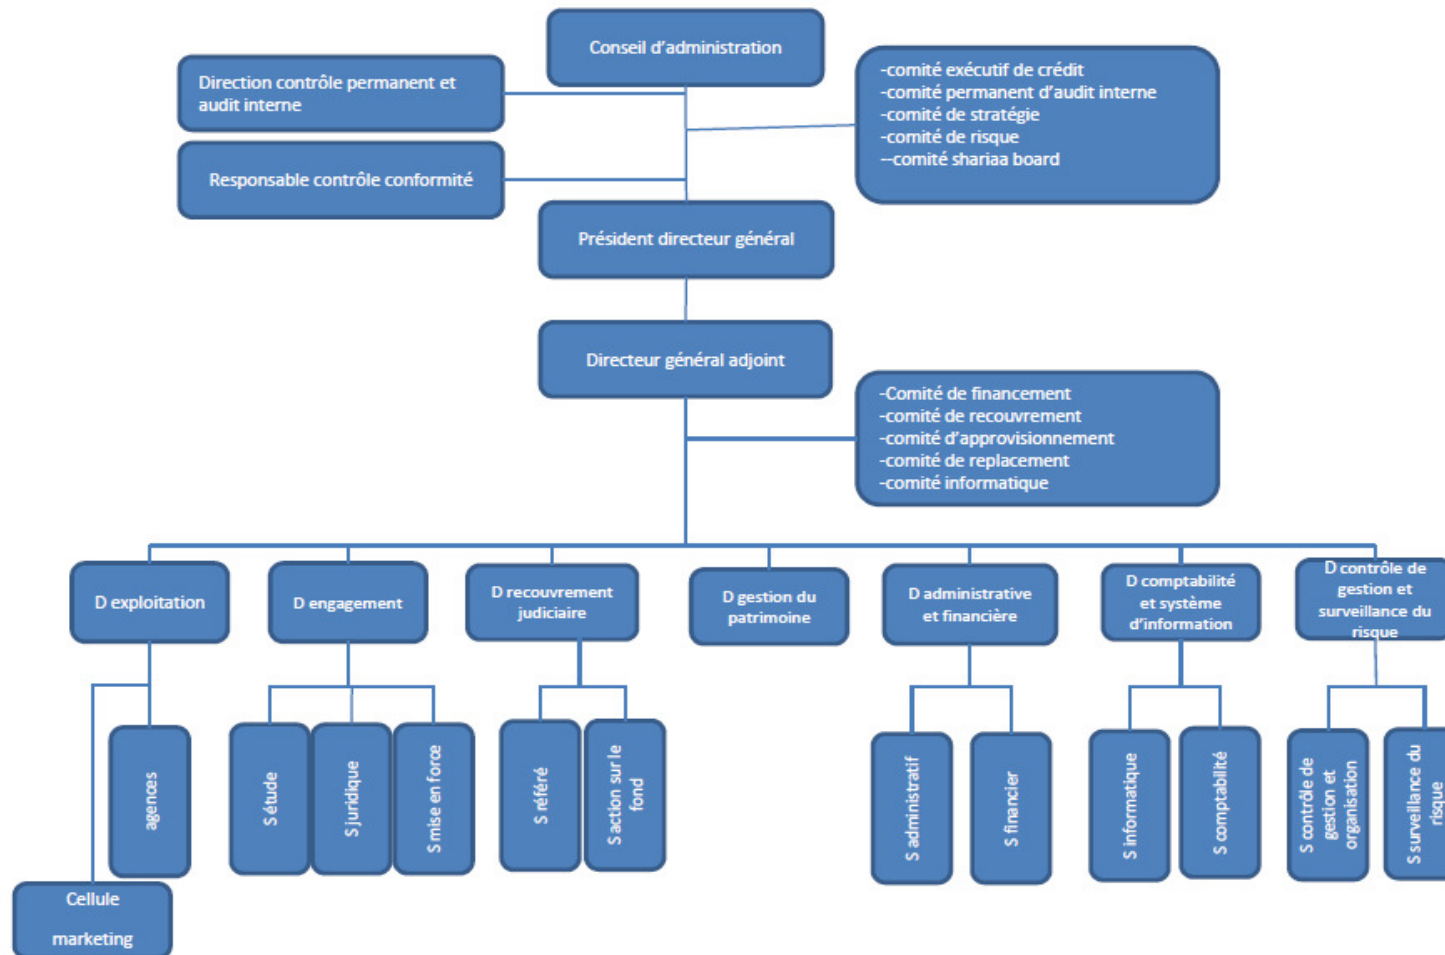 Conseil d'administration
Direction contrôle permanent et
audit interne
-comité exécutif de crédit
-comité permanent d'audit interne
-comité de stratégie
-comité de risque
--comité shariaa board
Responsable contrôle conformité
Président directeur général
Directeur général adjoint
-Comité de financement
-comité de recouvrement
-comité d'approvisionnement
-comité de replacement
-comité informatique
D exploitation
D engagement
D recouvrement
judiciaire
D gestion du
patrimoine
D administrative
et financière
D comptabilité
et système
d'information
D contrôle de
gestion et
surveillance du
risque
agences
S étude
S juridique
S mise en force
S référé
S action sur le
fond
S administratif
S financier
S informatique
S comptabilité
S contrôle de
gestion et
organisation
S surveillance du
risque
Cellule
marketing